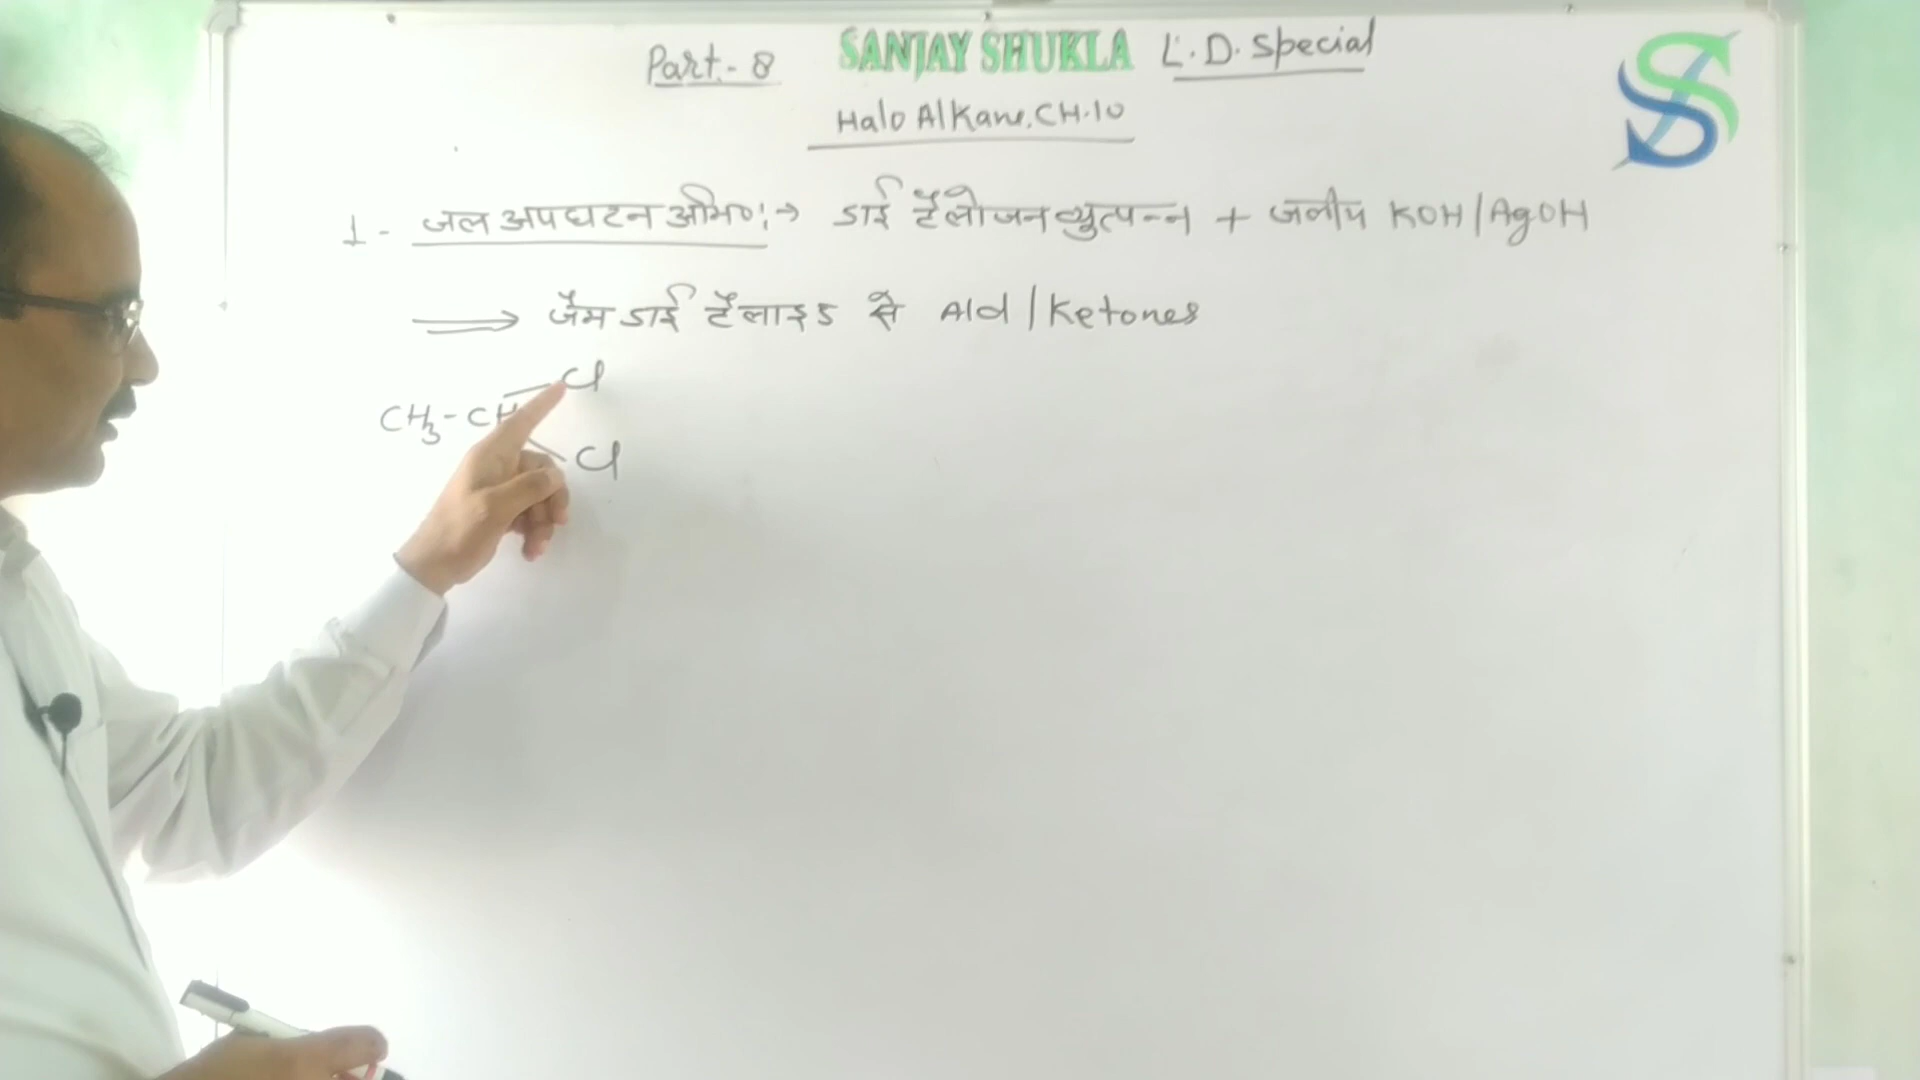 Part.- 8 SANJAY SHUKLA L.D. Special
Halo Alkane, CH.10
1- जल अपघटन अभि० :→ डाई हैलोजन व्युत्पन्न + जलीय KOH/AgOH
⟹ जैम डाई हैलाइड से Ald/Ketones
CH3-CH
Cl
Cl